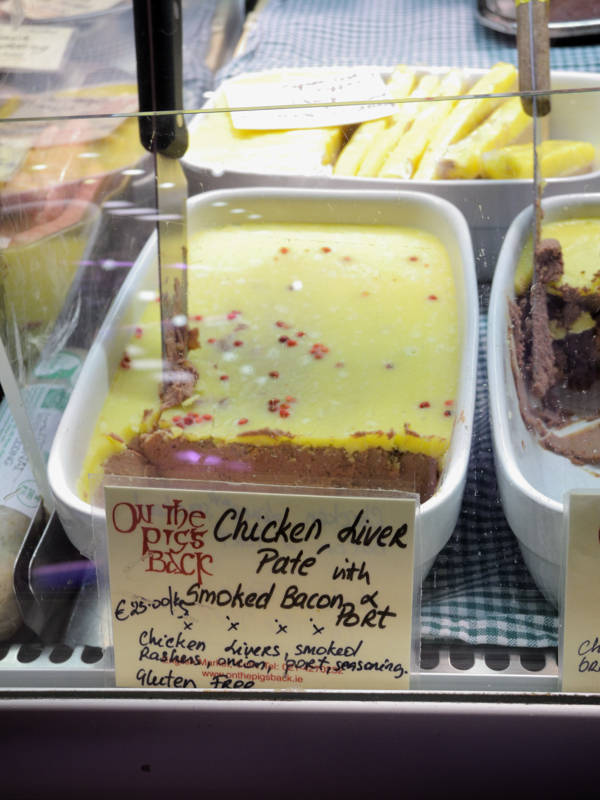 On the
Pig's
Back
Chicken Liver
Paté with
Smoked Bacon &
Port
€25.00/kg
x x x x
Chicken livers, smoked
Rashers, onion, port, seasoning.
www.onthepigsback.ie
Gluten Free